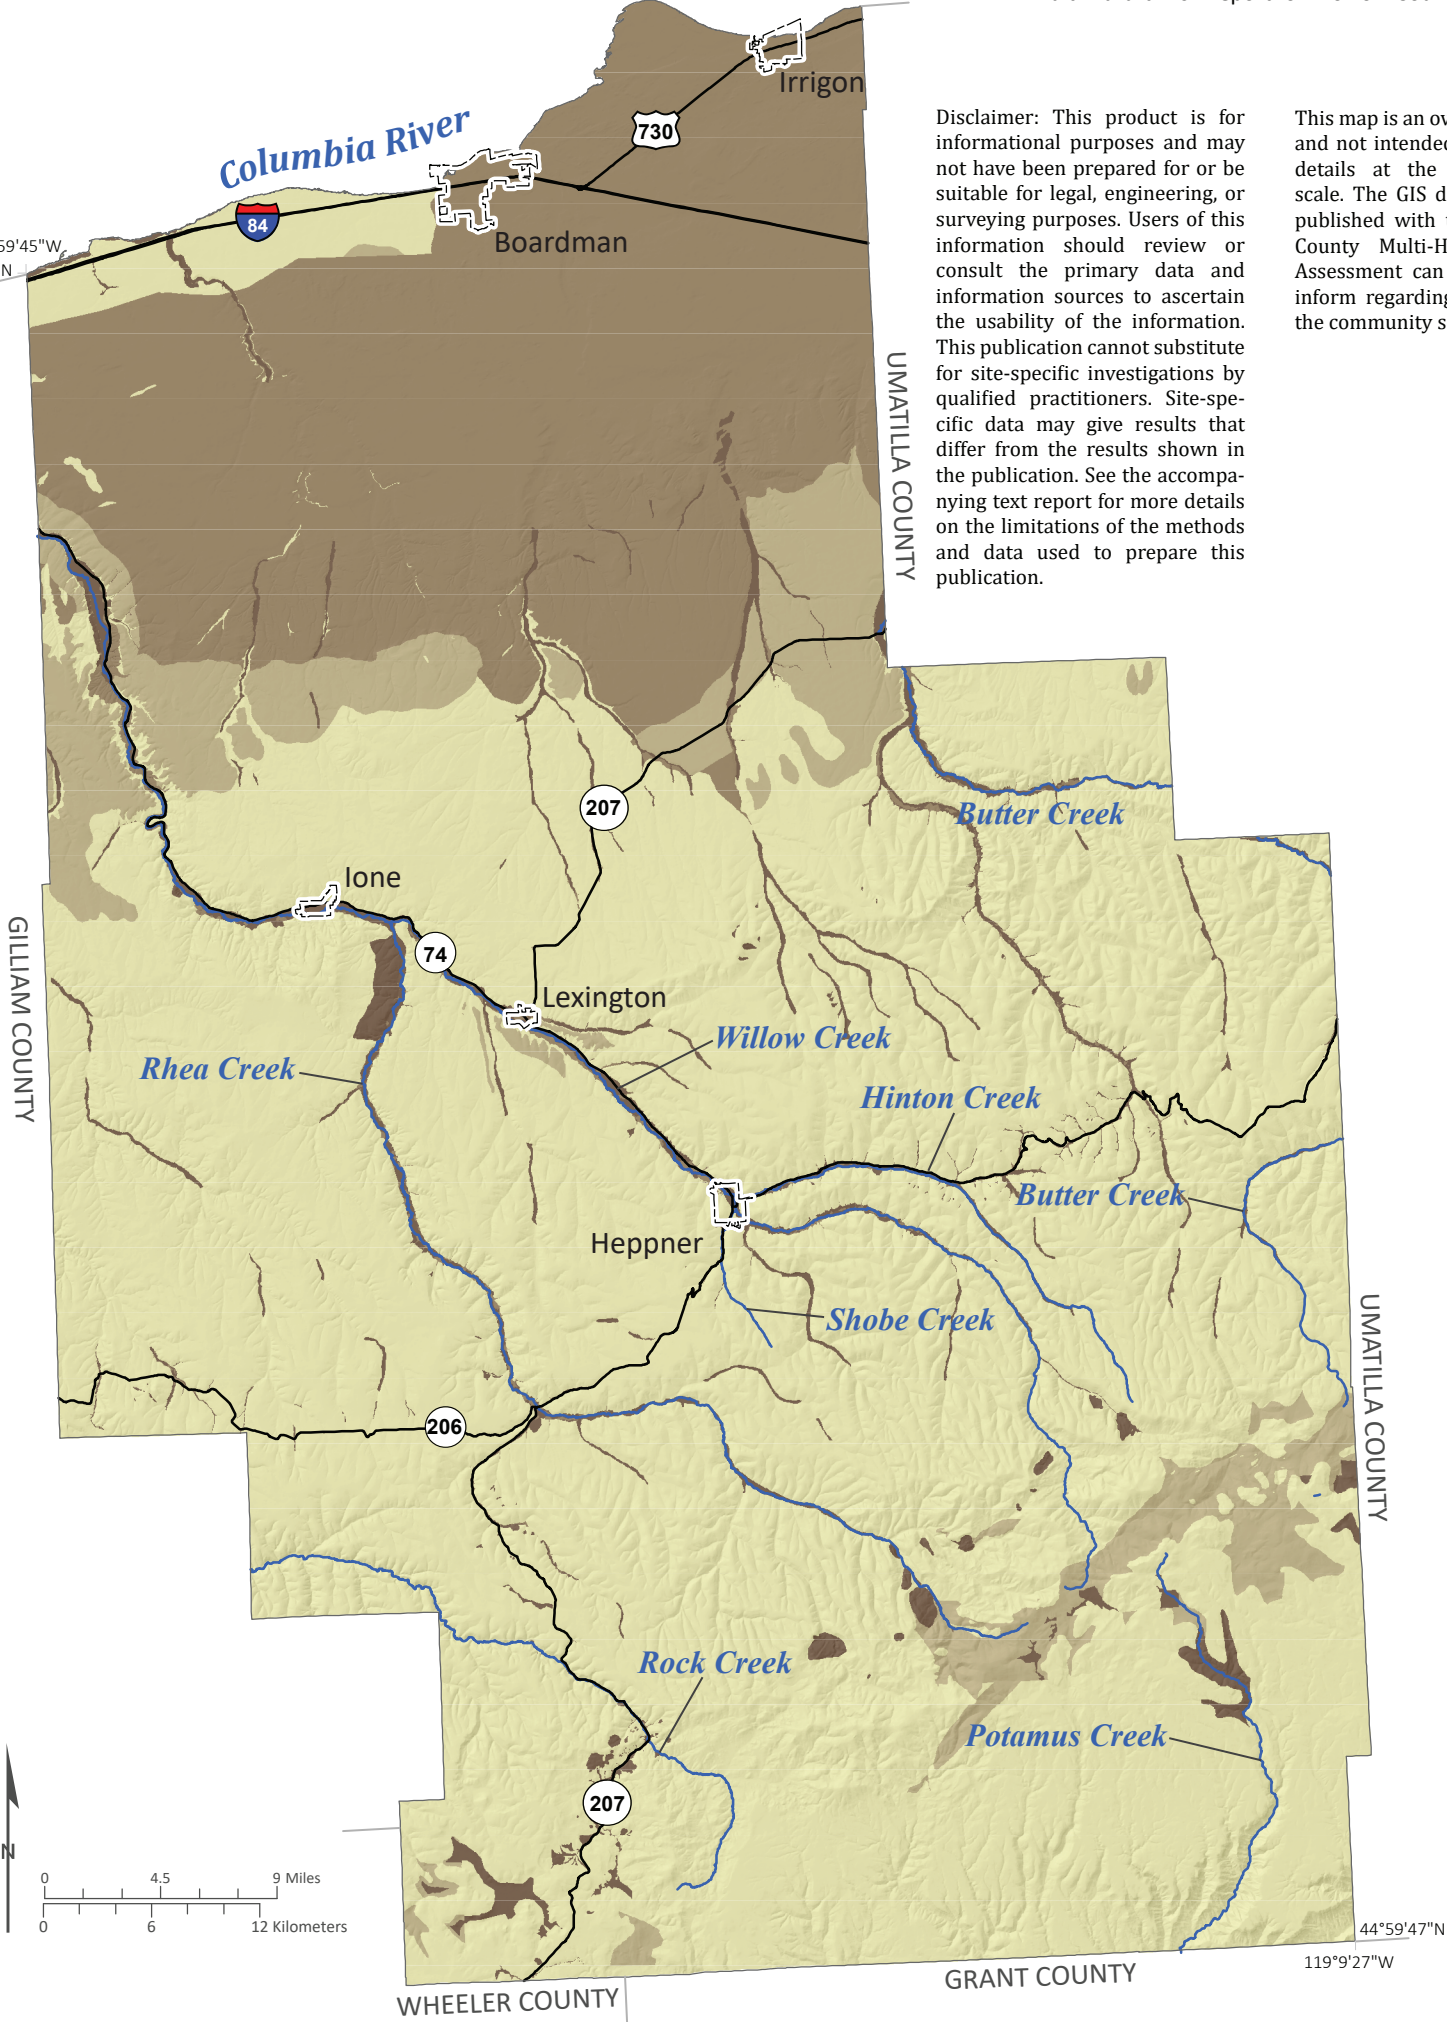 Irrigon
730
Columbia River
84
Boardman
59'45"W
N
Disclaimer: This product is for
informational purposes and may
not have been prepared for or be
suitable for legal, engineering, or
surveying purposes. Users of this
information should review or
consult the primary data and
information sources to ascertain
the usability of the information.
This publication cannot substitute
for site-specific investigations by
qualified practitioners. Site-spe-
cific data may give results that
differ from the results shown in
the publication. See the accompa-
nying text report for more details
on the limitations of the methods
and data used to prepare this
publication.
This map is an ov
and not intended
details at the
scale. The GIS d
published with
County Multi-H
Assessment can
inform regarding
the community s
UMATILLA COUNTY
207
Butter Creek
Ione
74
GILLIAM COUNTY
Lexington
Willow Creek
Rhea Creek
Hinton Creek
Butter Creek
Heppner
Shobe Creek
UMATILLA COUNTY
206
Rock Creek
Potamus Creek
207
N
0 4.5 9 Miles
0 6 12 Kilometers
44°59'47"N
119°9'27"W
GRANT COUNTY
WHEELER COUNTY